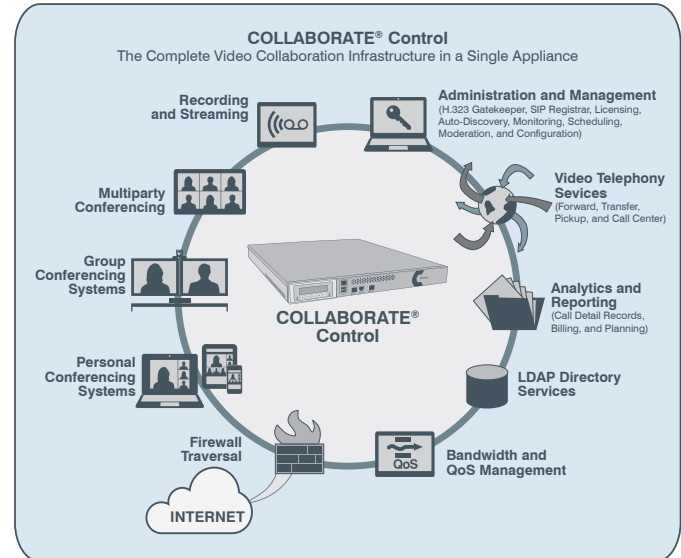 COLLABORATE® Control
The Complete Video Collaboration Infrastructure in a Single Appliance
Recording
and Streaming
Administration and Management
(H.323 Gatekeeper, SIP Registrar, Licensing,
Auto-Discovery, Monitoring, Scheduling,
Moderation, and Configuration)
Multiparty
Conferencing
Video Telephony
Sevices
(Forward, Transfer,
Pickup, and Call Center)
Group
Conferencing
Systems
COLLABORATE®
Control
Analytics and
Reporting
(Call Detail Records,
Billing, and Planning)
Personal
Conferencing
Systems
LDAP Directory
Services
Firewall
Traversal
QoS
Bandwidth and
QoS Management
INTERNET